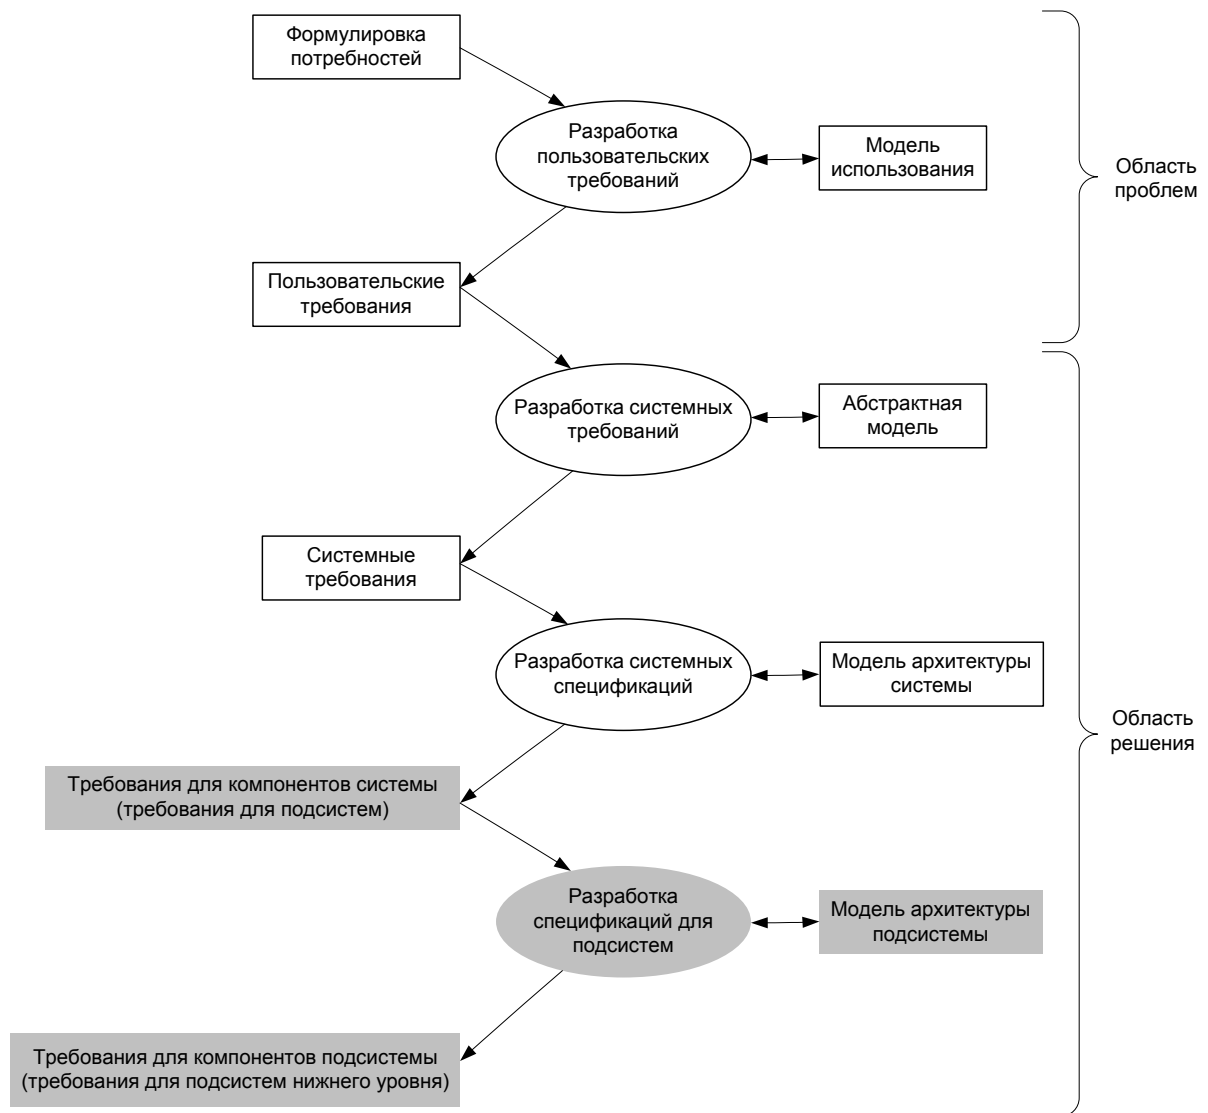 Формулировка
потребностей
Разработка
пользовательских
требований
Модель
использования
Область
проблем
Пользовательские
требования
Разработка системных
требований
Абстрактная
модель
Системные
требования
Разработка системных
спецификаций
Модель архитектуры
системы
Область
решения
Требования для компонентов системы
(требования для подсистем)
Разработка
спецификаций для
подсистем
Модель архитектуры
подсистемы
Требования для компонентов подсистемы
(требования для подсистем нижнего уровня)